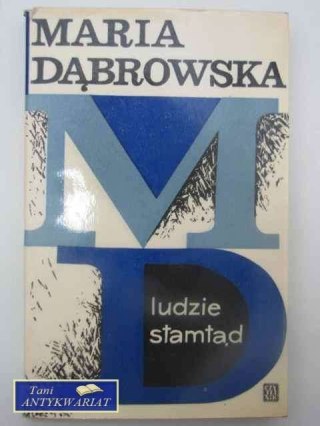 MARIA
DĄBROWSKA
MD
ludzie
stamtąd
Tani
ANTYKWARIAT